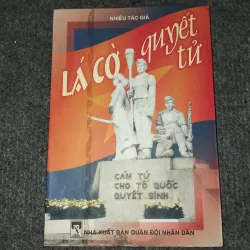 NHIỀU TÁC GIẢ
LÁ CỜ quyết
tử
CẢM TỬ
CHO TỔ QUỐC
QUYẾT SINH
NHÀ XUẤT BẢN QUÂN ĐỘI NHÂN DÂN